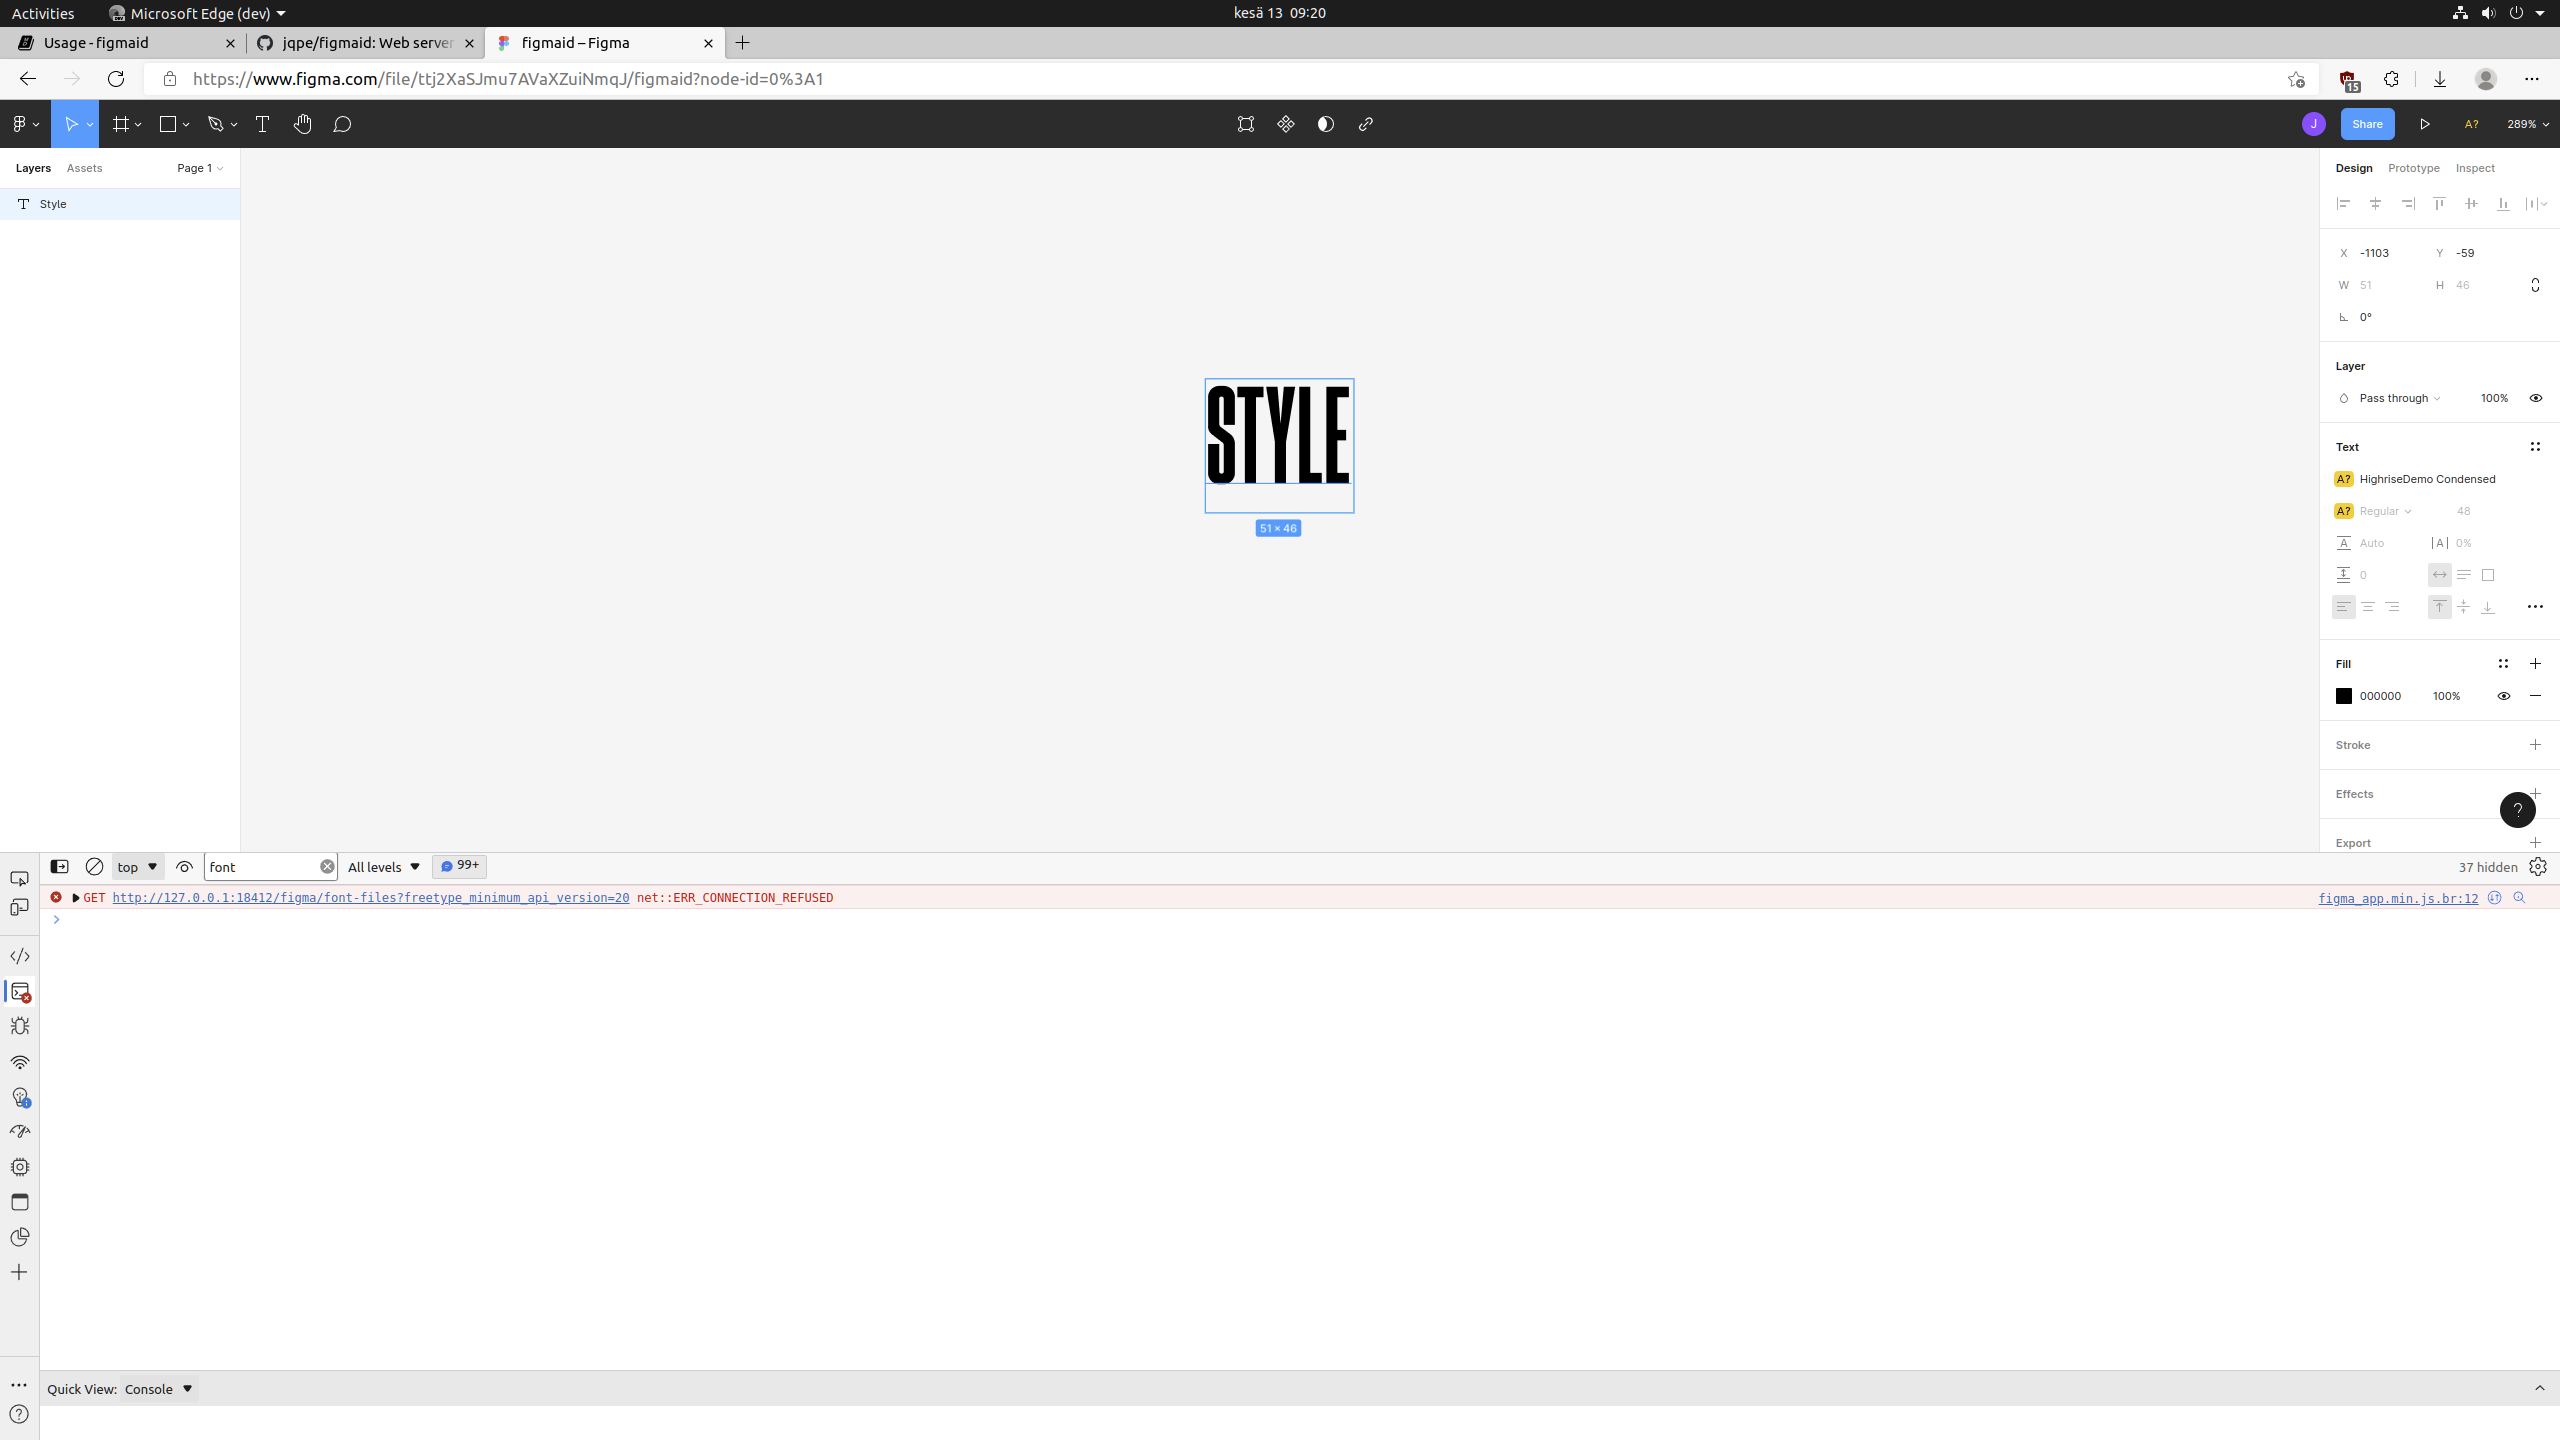 Activities Microsoft Edge (dev) kesä 13 09:20
Usage - figmaid jqpe/figmaid: Web server figmaid – Figma
https://www.figma.com/file/ttj2XaSJmu7AVaXZuiNmqJ/figmaid?node-id=0%3A1 15
J Share A? 289%
Layers Assets Page 1
Style
Design Prototype Inspect
X -1103 Y -59
W 51 H 46
0°
Layer
Pass through 100%
STYLE
51 × 46
Text
A? HighriseDemo Condensed
A? Regular 48
A Auto |A| 0%
0
Fill
000000 100%
Stroke
Effects
?
Export
top font All levels 99+ 37 hidden
GET http://127.0.0.1:18412/figma/font-files?freetype_minimum_api_version=20 net::ERR_CONNECTION_REFUSED figma_app.min.js.br:12
Quick View: Console